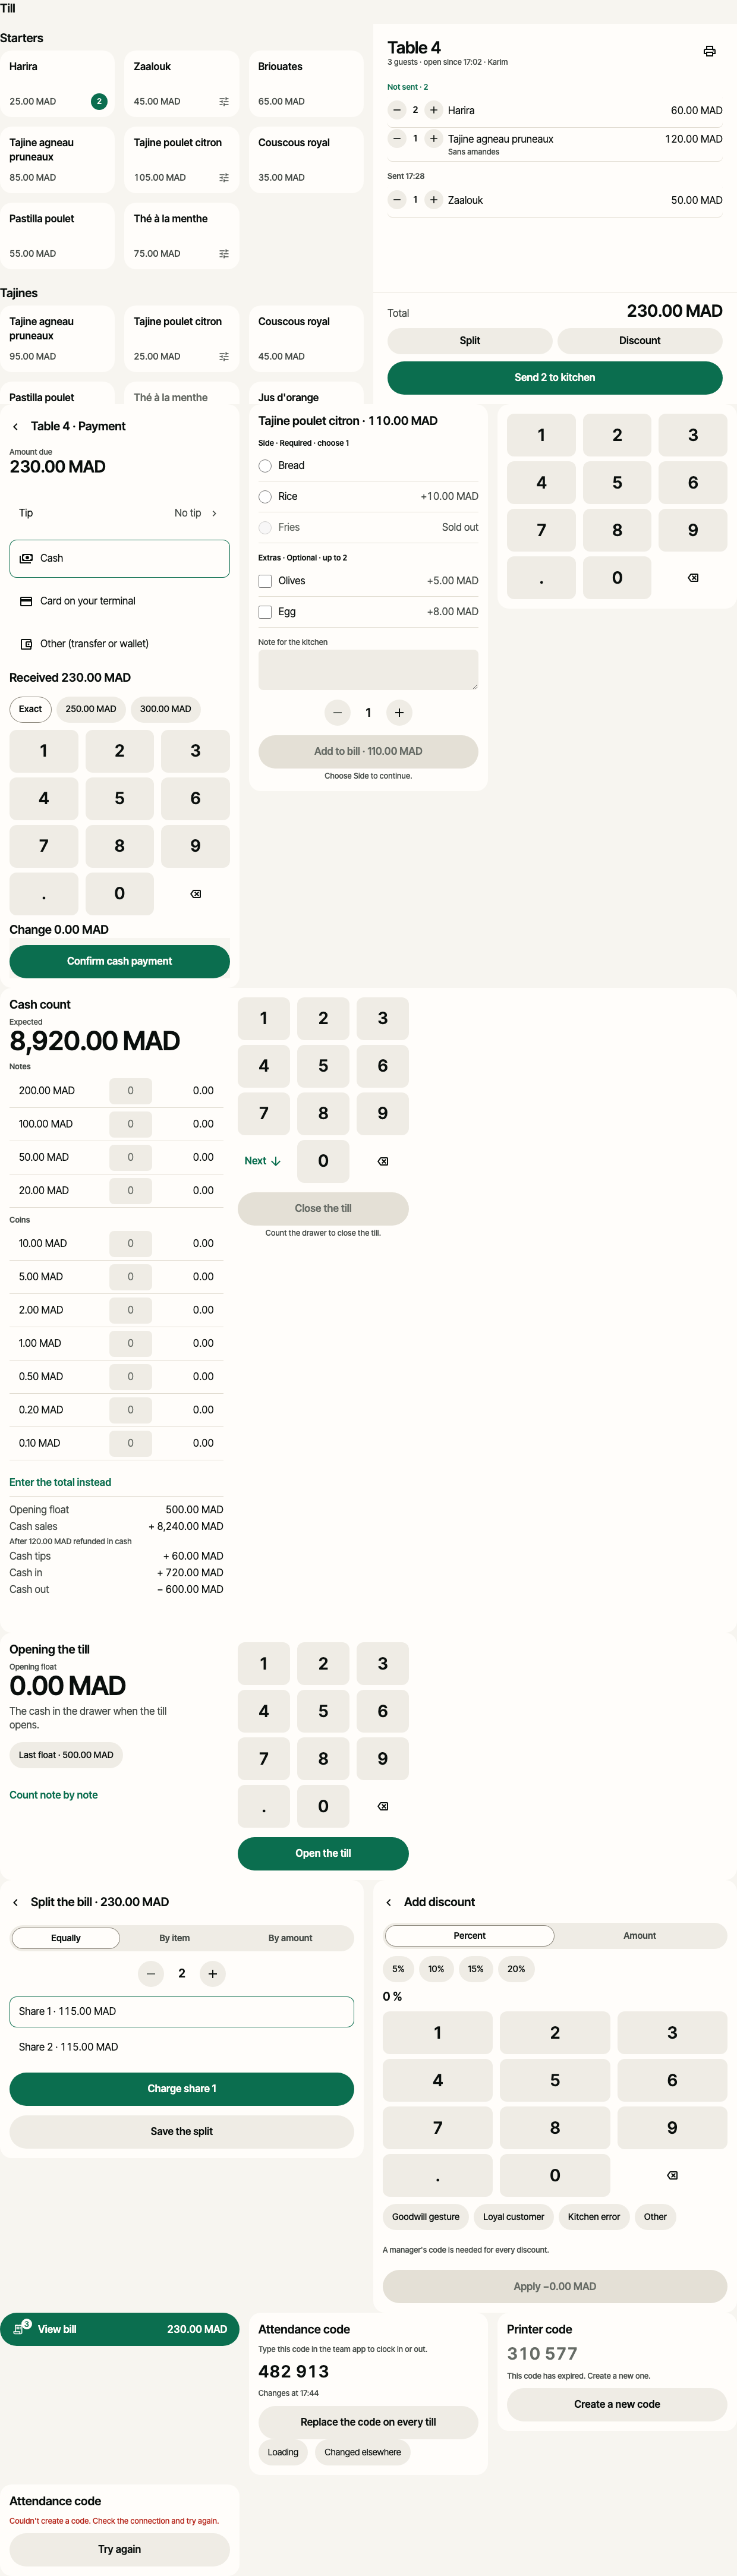 Till
Starters
Harira
25.00 MAD
2
Zaalouk
45.00 MAD
Briouates
65.00 MAD
Tajine agneau
pruneaux
85.00 MAD
Tajine poulet citron
105.00 MAD
Couscous royal
35.00 MAD
Pastilla poulet
55.00 MAD
Thé à la menthe
75.00 MAD
Tajines
Tajine agneau
pruneaux
95.00 MAD
Tajine poulet citron
25.00 MAD
Couscous royal
45.00 MAD
Pastilla poulet
Thé à la menthe
Jus d'orange
Table 4
3 guests · open since 17:02 · Karim
Not sent · 2
− 2 + Harira 60.00 MAD
− 1 + Tajine agneau pruneaux 120.00 MAD
Sans amandes
Sent 17:28
− 1 + Zaalouk 50.00 MAD
Total 230.00 MAD
Split Discount
Send 2 to kitchen
Table 4 · Payment
Amount due
230.00 MAD
Tip No tip
Cash
Card on your terminal
Other (transfer or wallet)
Received 230.00 MAD
Exact 250.00 MAD 300.00 MAD
1 2 3
4 5 6
7 8 9
. 0
Change 0.00 MAD
Confirm cash payment
Tajine poulet citron · 110.00 MAD
Side · Required · choose 1
Bread
Rice +10.00 MAD
Fries Sold out
Extras · Optional · up to 2
Olives +5.00 MAD
Egg +8.00 MAD
Note for the kitchen
− 1 +
Add to bill · 110.00 MAD
Choose Side to continue.
1 2 3
4 5 6
7 8 9
. 0
Cash count
Expected
8,920.00 MAD
Notes
200.00 MAD 0 0.00
100.00 MAD 0 0.00
50.00 MAD 0 0.00
20.00 MAD 0 0.00
Coins
10.00 MAD 0 0.00
5.00 MAD 0 0.00
2.00 MAD 0 0.00
1.00 MAD 0 0.00
0.50 MAD 0 0.00
0.20 MAD 0 0.00
0.10 MAD 0 0.00
Enter the total instead
Opening float 500.00 MAD
Cash sales + 8,240.00 MAD
After 120.00 MAD refunded in cash
Cash tips + 60.00 MAD
Cash in + 720.00 MAD
Cash out − 600.00 MAD
1 2 3
4 5 6
7 8 9
Next 0
Close the till
Count the drawer to close the till.
Opening the till
Opening float
0.00 MAD
The cash in the drawer when the till
opens.
Last float · 500.00 MAD
Count note by note
1 2 3
4 5 6
7 8 9
. 0
Open the till
Split the bill · 230.00 MAD
Equally By item By amount
− 2 +
Share 1 · 115.00 MAD
Share 2 · 115.00 MAD
Charge share 1
Save the split
Add discount
Percent Amount
5% 10% 15% 20%
0 %
1 2 3
4 5 6
7 8 9
. 0
Goodwill gesture Loyal customer Kitchen error Other
A manager's code is needed for every discount.
Apply −0.00 MAD
3 View bill 230.00 MAD
Attendance code
Type this code in the team app to clock in or out.
482 913
Changes at 17:44
Replace the code on every till
Loading Changed elsewhere
Printer code
310 577
This code has expired. Create a new one.
Create a new code
Attendance code
Couldn't create a code. Check the connection and try again.
Try again